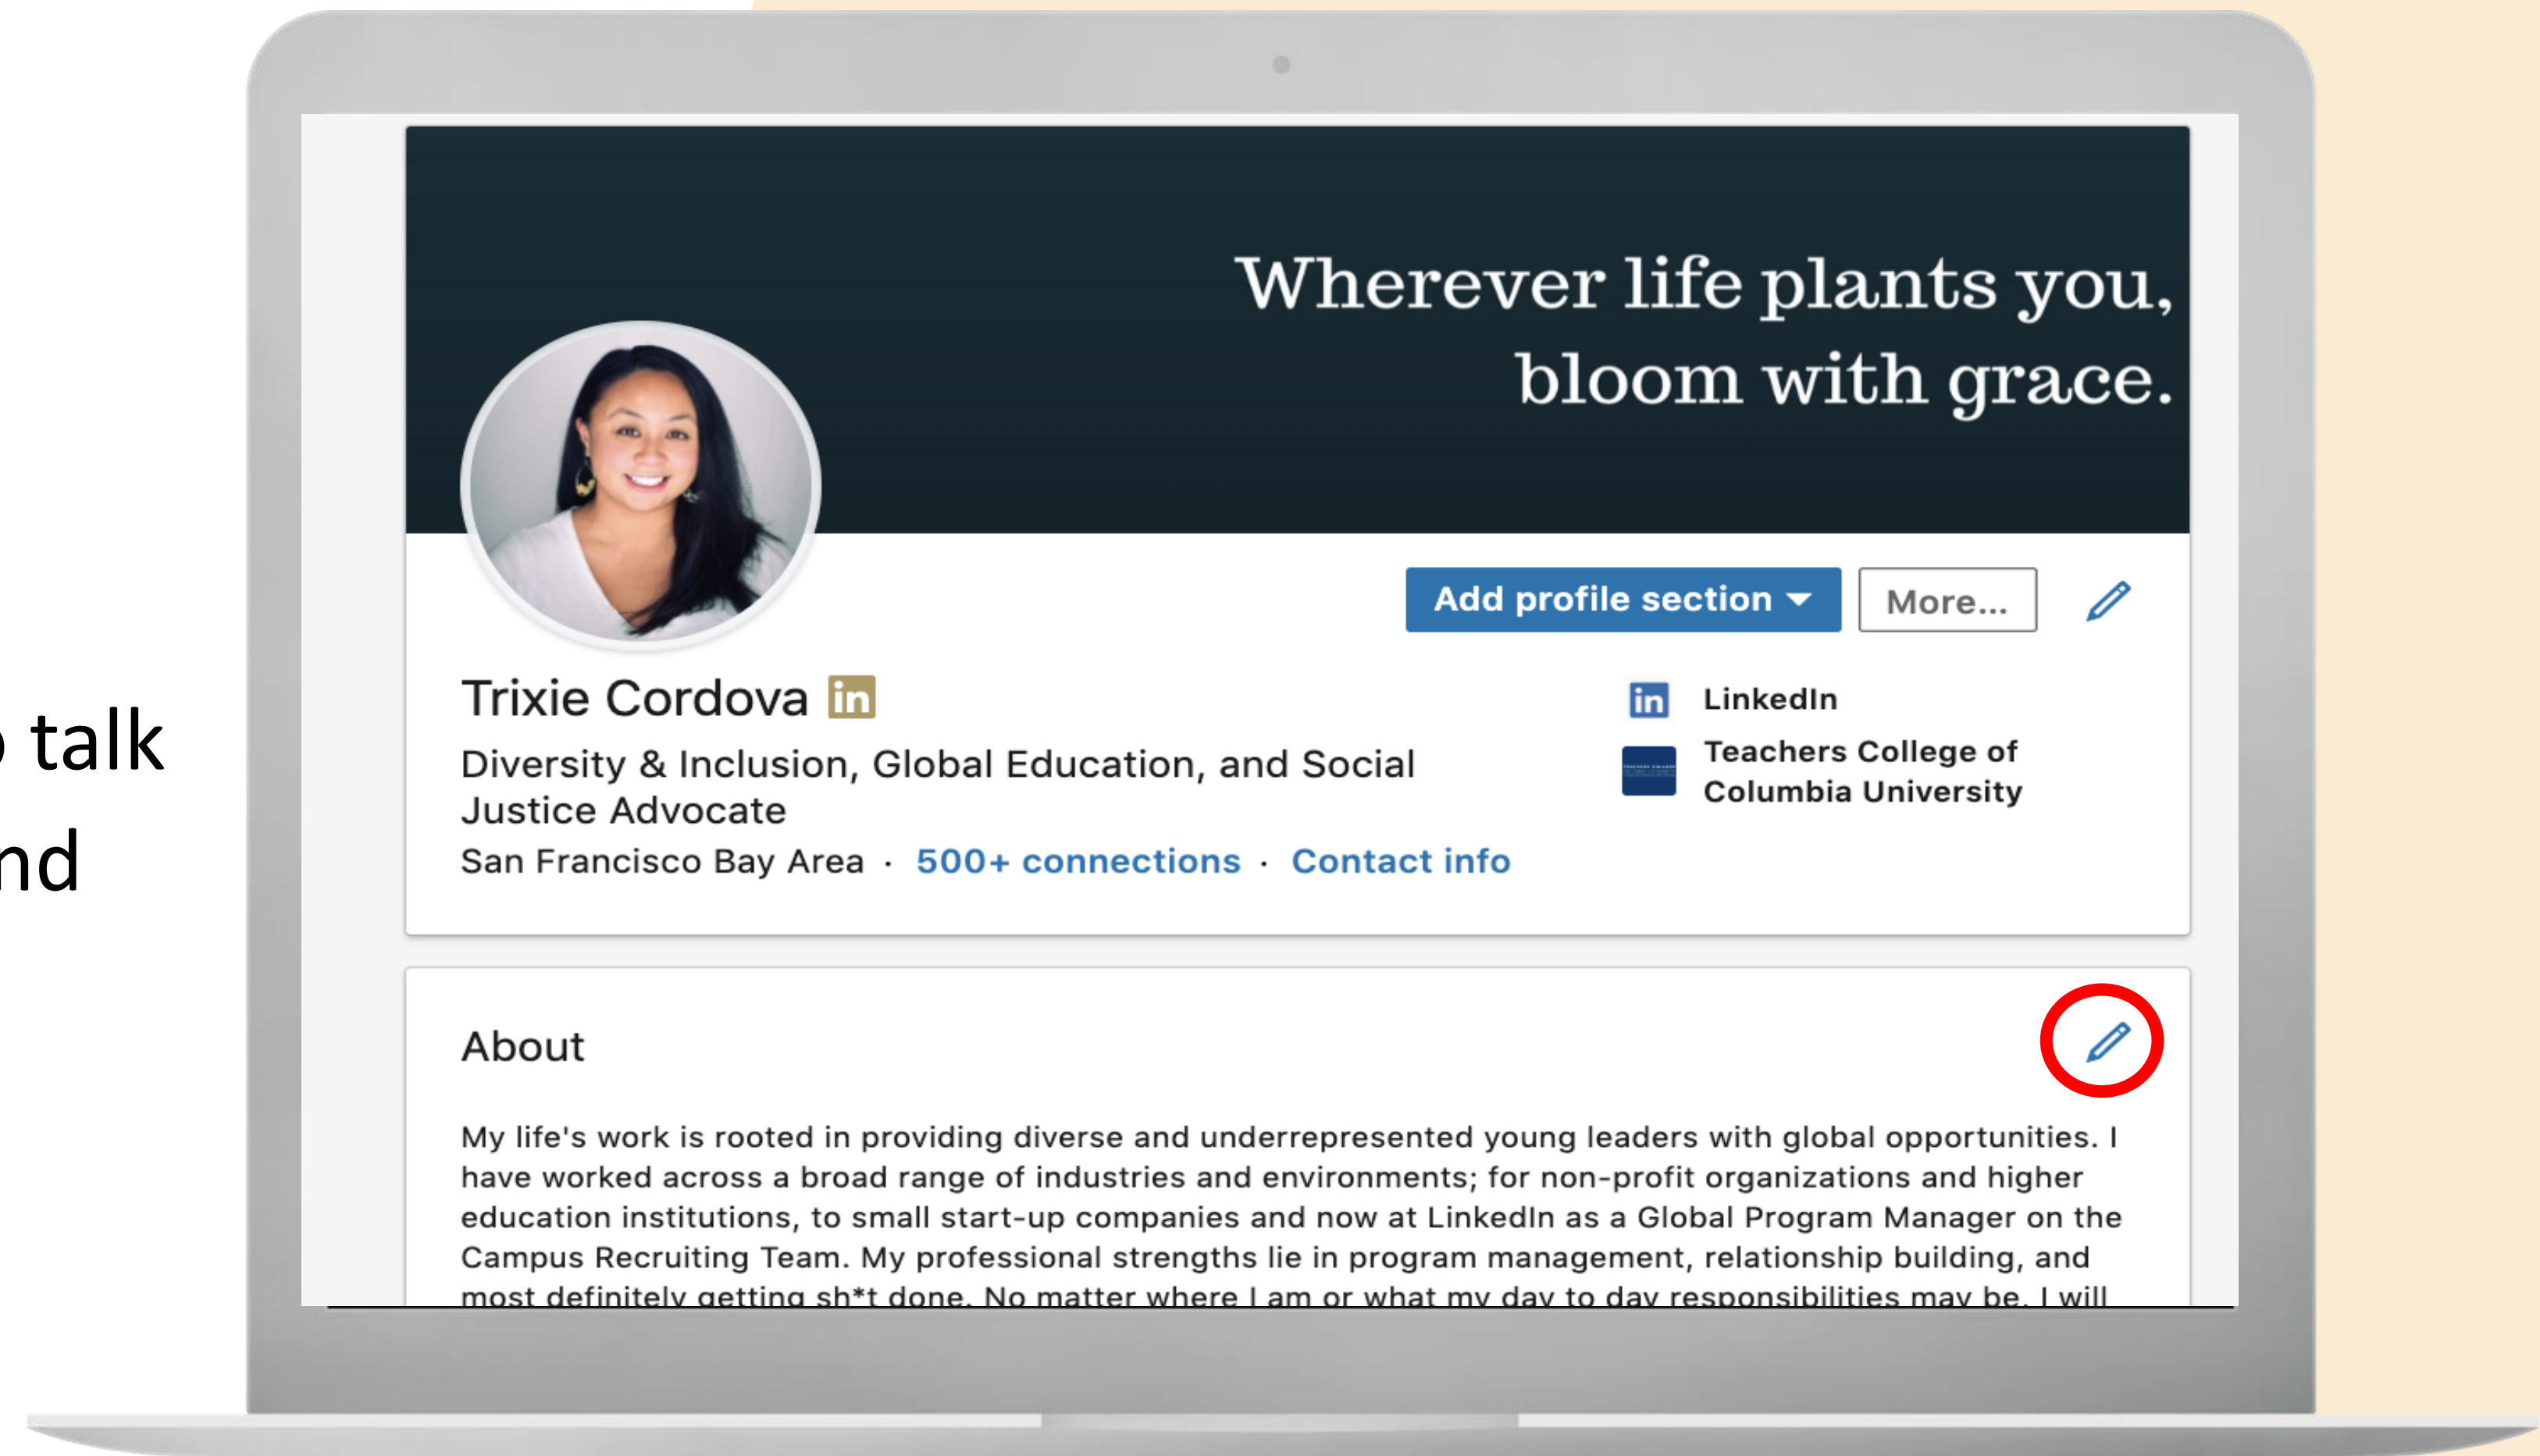 talk
Wherever life plants you,
bloom with grace.
Add profile section
More...
Trixie Cordova in
in LinkedIn
Diversity & Inclusion, Global Education, and Social
Justice Advocate
Teachers College of
Columbia University
San Francisco Bay Area · 500+ connections · Contact info
About
My life's work is rooted in providing diverse and underrepresented young leaders with global opportunities. I
have worked across a broad range of industries and environments; for non-profit organizations and higher
education institutions, to small start-up companies and now at LinkedIn as a Global Program Manager on the
Campus Recruiting Team. My professional strengths lie in program management, relationship building, and
most definitely getting sh*t done. No matter where I am or what my day to day responsibilities may be, I will